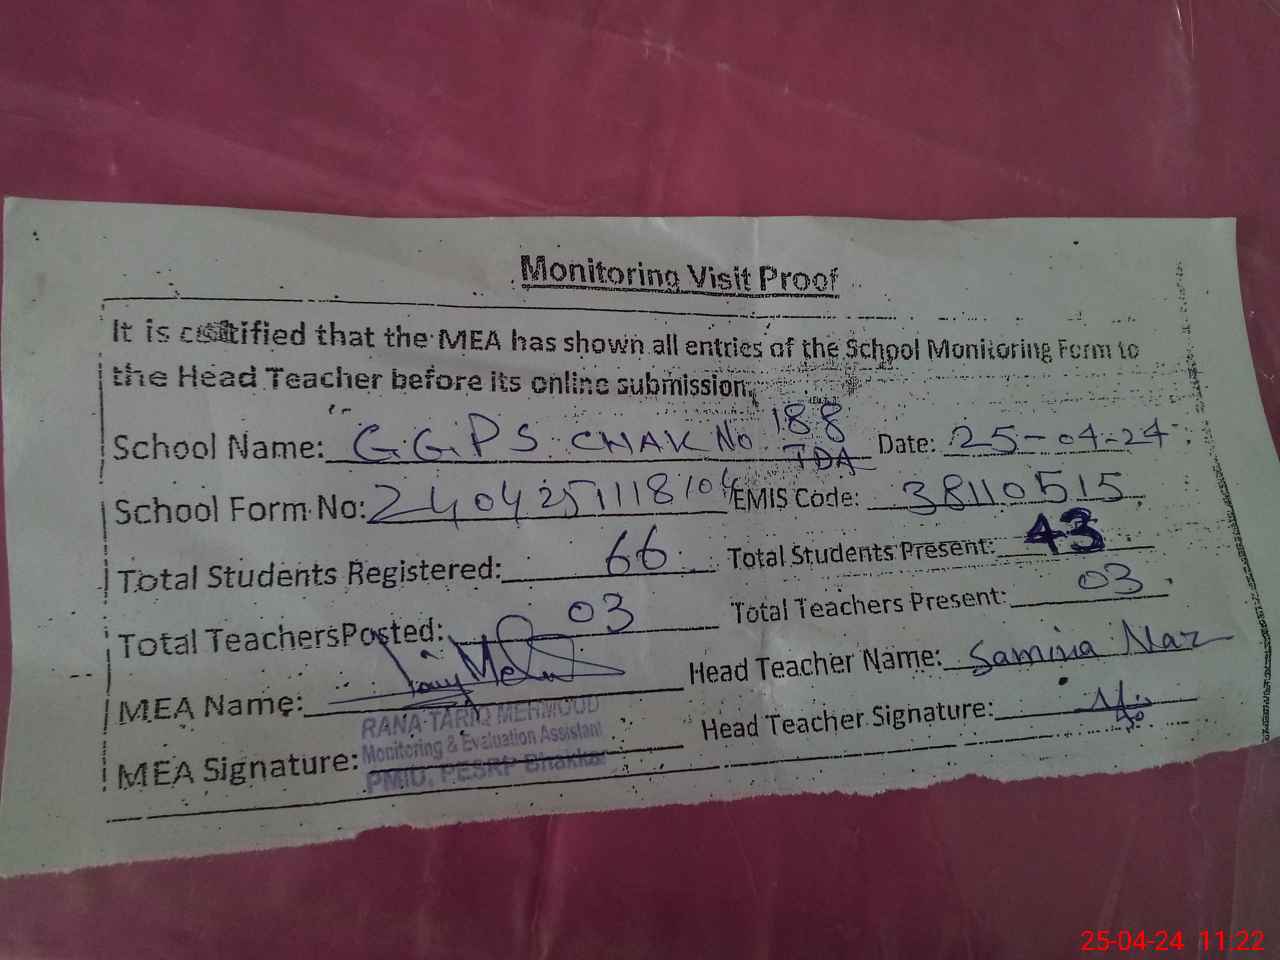 Monitoring Visit Proof
It is certified that the MEA has shown all entries of the School Monitoring Form to
the Head Teacher before its online submission.
School Name: G.G.P.S. CHAK No 188 TDA Date: 25-04-24
School Form No: 24042511118104 EMIS Code: 38110515
Total Students Registered: 66 Total Students Present: 43
Total TeachersPosted: 03 Total Teachers Present: 03
MEA Name: Head Teacher Name: Samina Naz
RANA TARIQ MEHMOOD
Monitoring & Evaluation Assistant
PMIU, PESRP Bhakkar
MEA Signature: Head Teacher Signature:
25-04-24 11:22